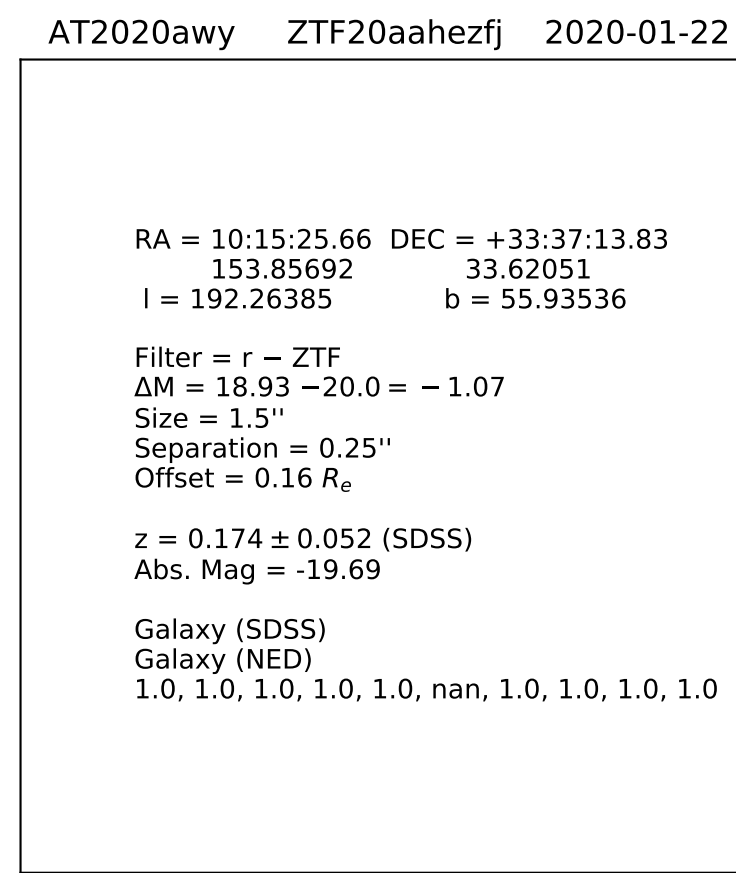 AT2020awy ZTF20aahezfj 2020-01-22
RA = 10:15:25.66 DEC = +33:37:13.83
153.85692 33.62051
l = 192.26385 b = 55.93536
Filter = r − ZTF
ΔM = 18.93 −20.0 = − 1.07
Size = 1.5''
Separation = 0.25''
Offset = 0.16 Re
z = 0.174 ± 0.052 (SDSS)
Abs. Mag = -19.69
Galaxy (SDSS)
Galaxy (NED)
1.0, 1.0, 1.0, 1.0, 1.0, nan, 1.0, 1.0, 1.0, 1.0